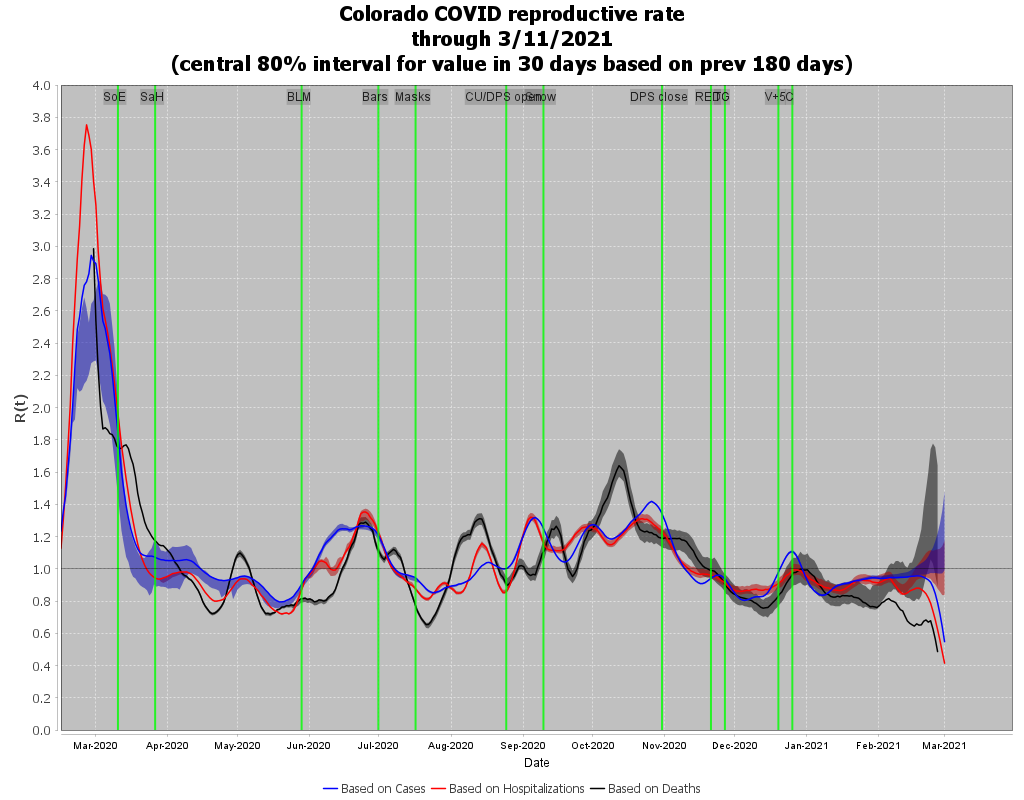 Colorado COVID reproductive rate
through 3/11/2021
(central 80% interval for value in 30 days based on prev 180 days)
SoE SaH BLM Bars Masks CU/DPS open Snow DPS close RED TG V+5C
4.0
3.8
3.6
3.4
3.2
3.0
2.8
2.6
2.4
2.2
2.0
1.8
1.6
1.4
1.2
1.0
0.8
0.6
0.4
0.2
0.0
R(t)
Mar-2020 Apr-2020 May-2020 Jun-2020 Jul-2020 Aug-2020 Sep-2020 Oct-2020 Nov-2020 Dec-2020 Jan-2021 Feb-2021 Mar-2021
Date
Based on Cases Based on Hospitalizations Based on Deaths